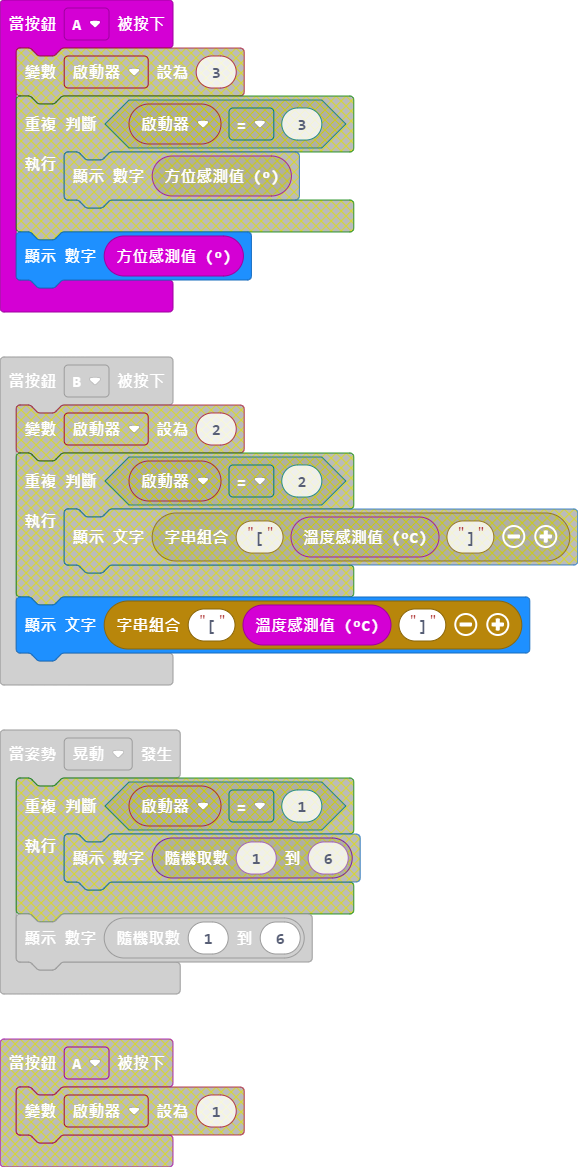 當按鈕 A 被按下
變數 啟動器 設為 3
重複 判斷 啟動器 = 3
執行
顯示 數字 方位感測值 (º)
顯示 數字 方位感測值 (º)
當按鈕 B 被按下
變數 啟動器 設為 2
重複 判斷 啟動器 = 2
執行
顯示 文字 字串組合 "[" 溫度感測值 (ºC) "]"
顯示 文字 字串組合 "[" 溫度感測值 (ºC) "]"
當姿勢 晃動 發生
重複 判斷 啟動器 = 1
執行
顯示 數字 隨機取數 1 到 6
顯示 數字 隨機取數 1 到 6
當按鈕 A 被按下
變數 啟動器 設為 1